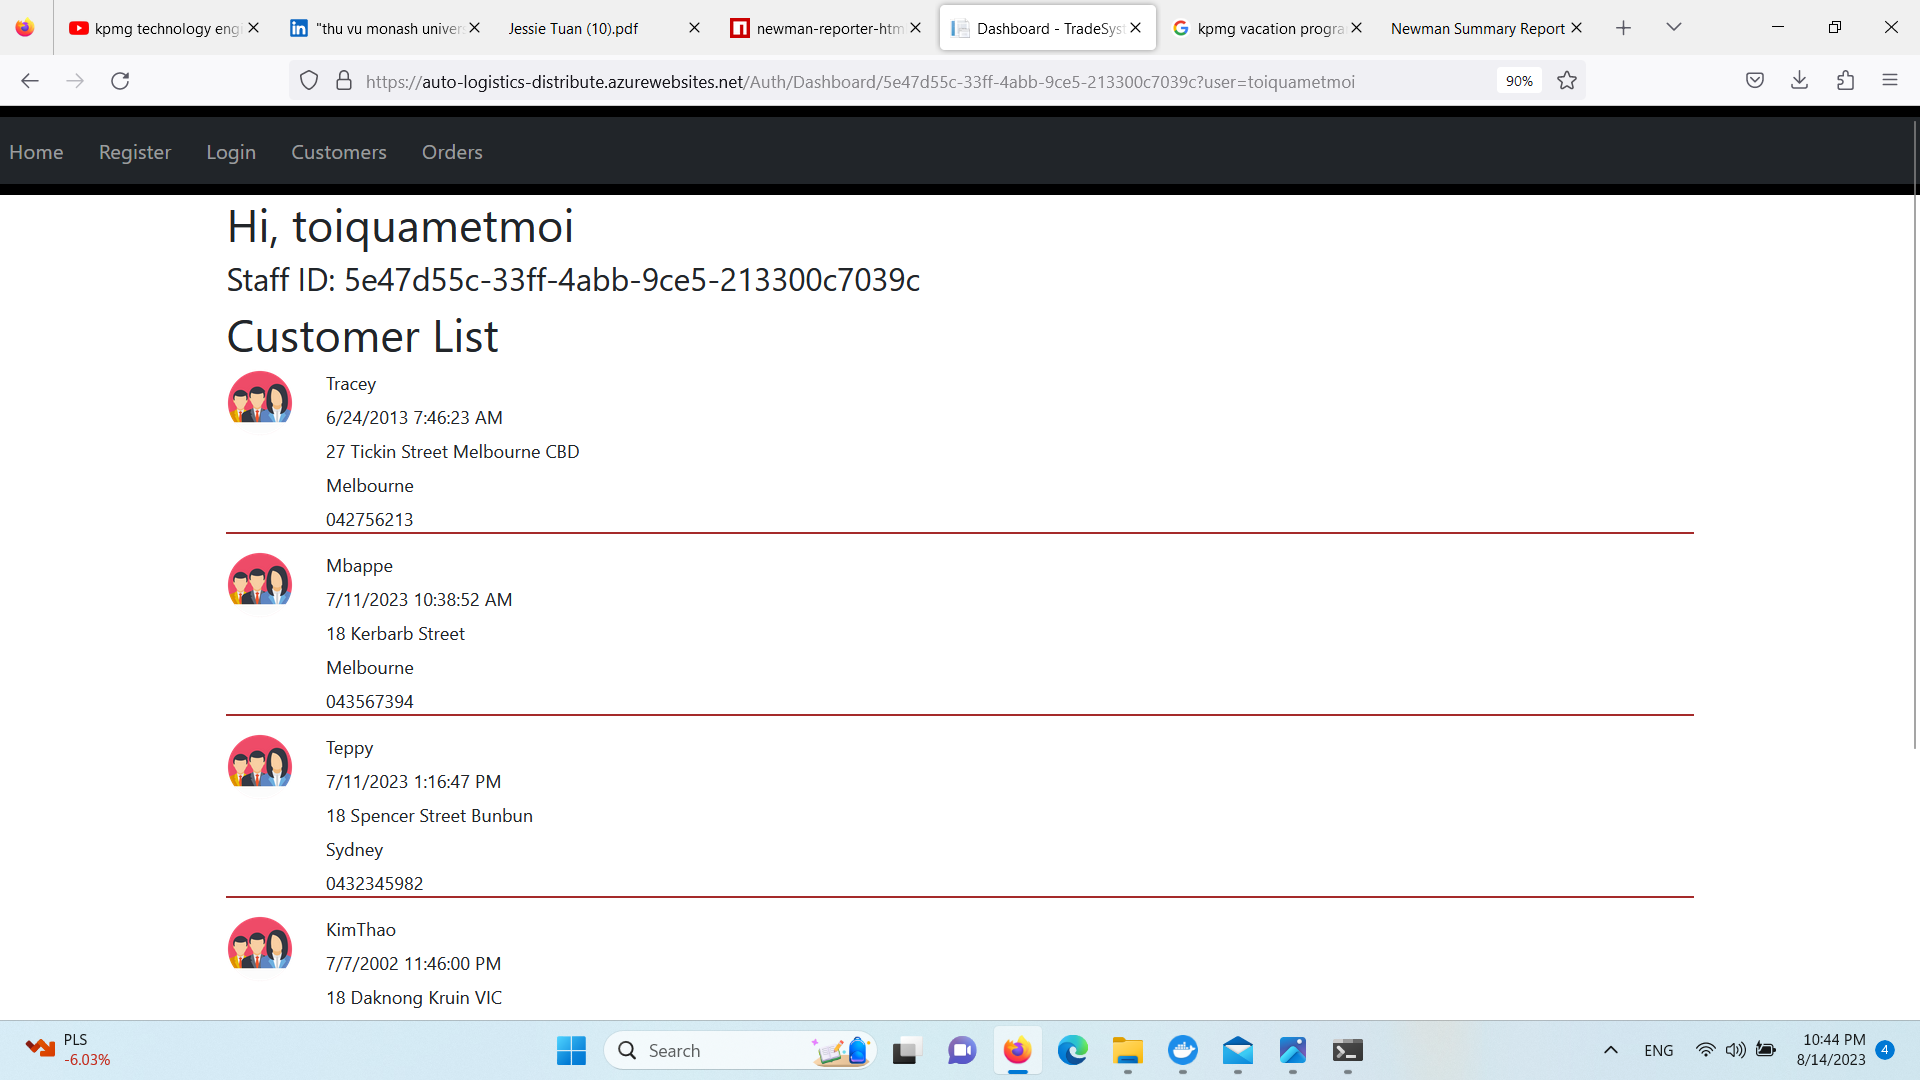 kpmg technology engi
"thu vu monash univers
Jessie Tuan (10).pdf
newman-reporter-htm
Dashboard - TradeSyst
kpmg vacation progra
Newman Summary Report
https://auto-logistics-distribute.azurewebsites.net/Auth/Dashboard/5e47d55c-33ff-4abb-9ce5-213300c7039c?user=toiquametmoi
90%
Home Register Login Customers Orders
Hi, toiquametmoi
Staff ID: 5e47d55c-33ff-4abb-9ce5-213300c7039c
Customer List
Tracey
6/24/2013 7:46:23 AM
27 Tickin Street Melbourne CBD
Melbourne
042756213
Mbappe
7/11/2023 10:38:52 AM
18 Kerbarb Street
Melbourne
043567394
Teppy
7/11/2023 1:16:47 PM
18 Spencer Street Bunbun
Sydney
0432345982
KimThao
7/7/2002 11:46:00 PM
18 Daknong Kruin VIC
PLS
-6.03%
Search
ENG
10:44 PM
8/14/2023
4